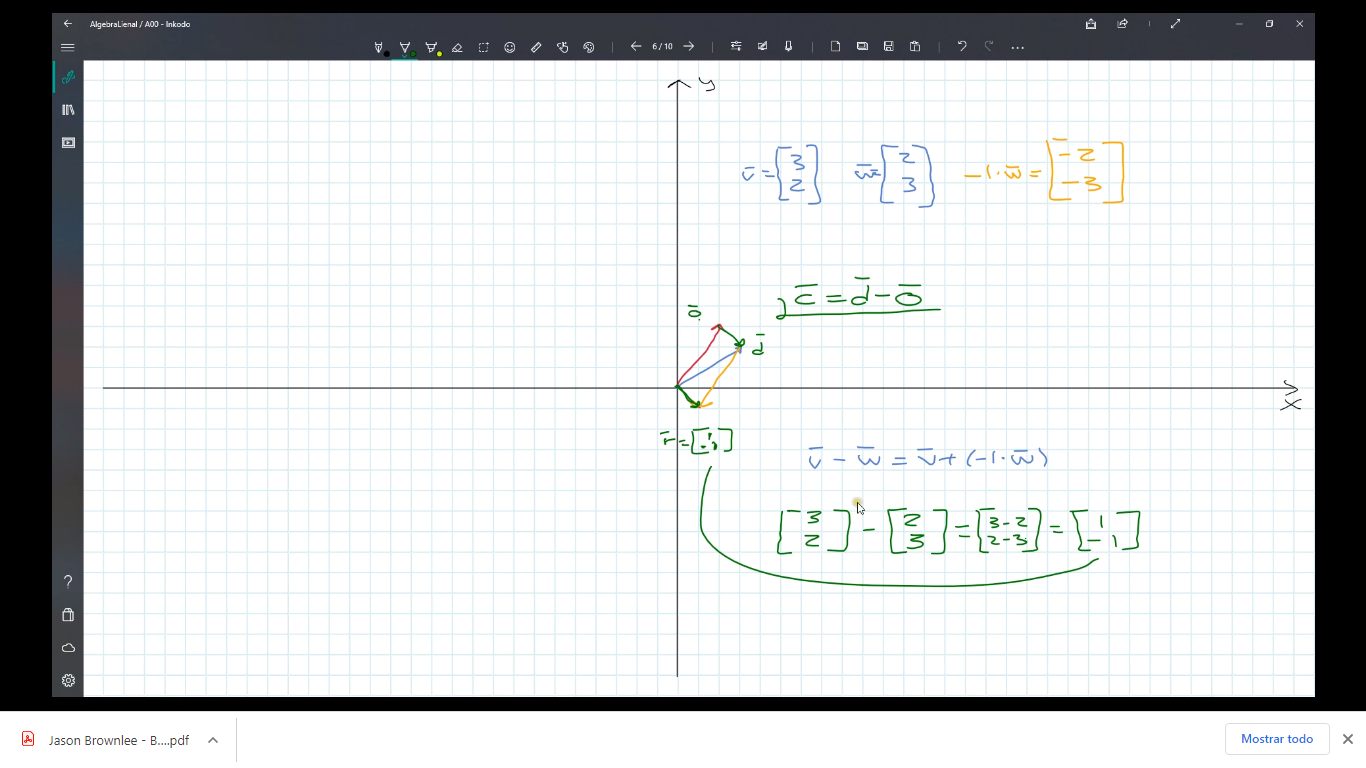 AlgebraLienal / A00 - Inkodo
6 / 10
y
v̄ = [3 2] w̄ = [2 3] -1·w̄ = [-2 -3]
c̄ = d̄ - ō
ō
d̄
x
r̄ = [1 -1]
v̄ - w̄ = v̄ + (-1·w̄)
[3 2] - [2 3] = [3-2 2-3] = [1 -1]
?
Jason Brownlee - B....pdf
Mostrar todo